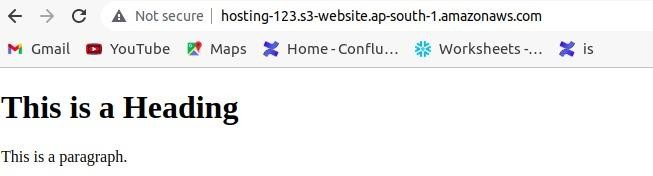 Not secure | hosting-123.s3-website.ap-south-1.amazonaws.com
Gmail YouTube Maps Home - Conflu... Worksheets -... is
This is a Heading
This is a paragraph.